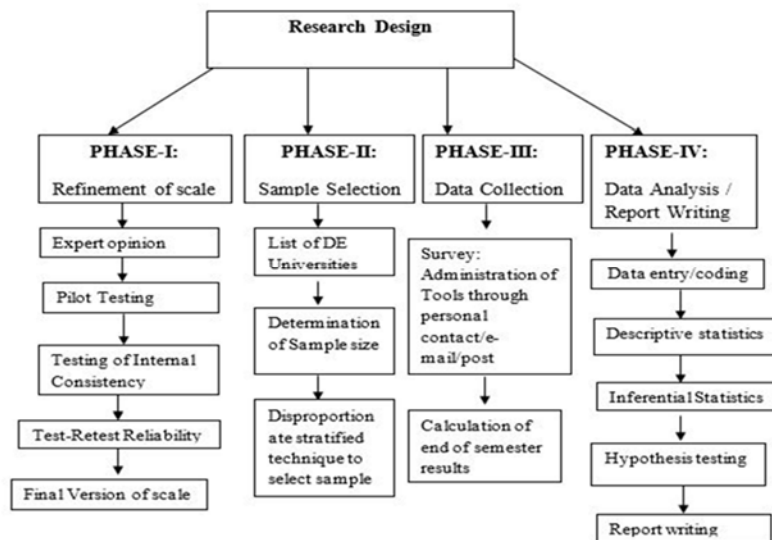 Research Design
PHASE-I:
Refinement of scale
Expert opinion
Pilot Testing
Testing of Internal
Consistency
Test-Retest Reliability
Final Version of scale
PHASE-II:
Sample Selection
List of DE
Universities
Determination
of Sample size
Disproportion
ate stratified
technique to
select sample
PHASE-III:
Data Collection
Survey:
Administration of
Tools through
personal
contact/e-
mail/post
Calculation of
end of semester
results
PHASE-IV:
Data Analysis /
Report Writing
Data entry/coding
Descriptive statistics
Inferential Statistics
Hypothesis testing
Report writing